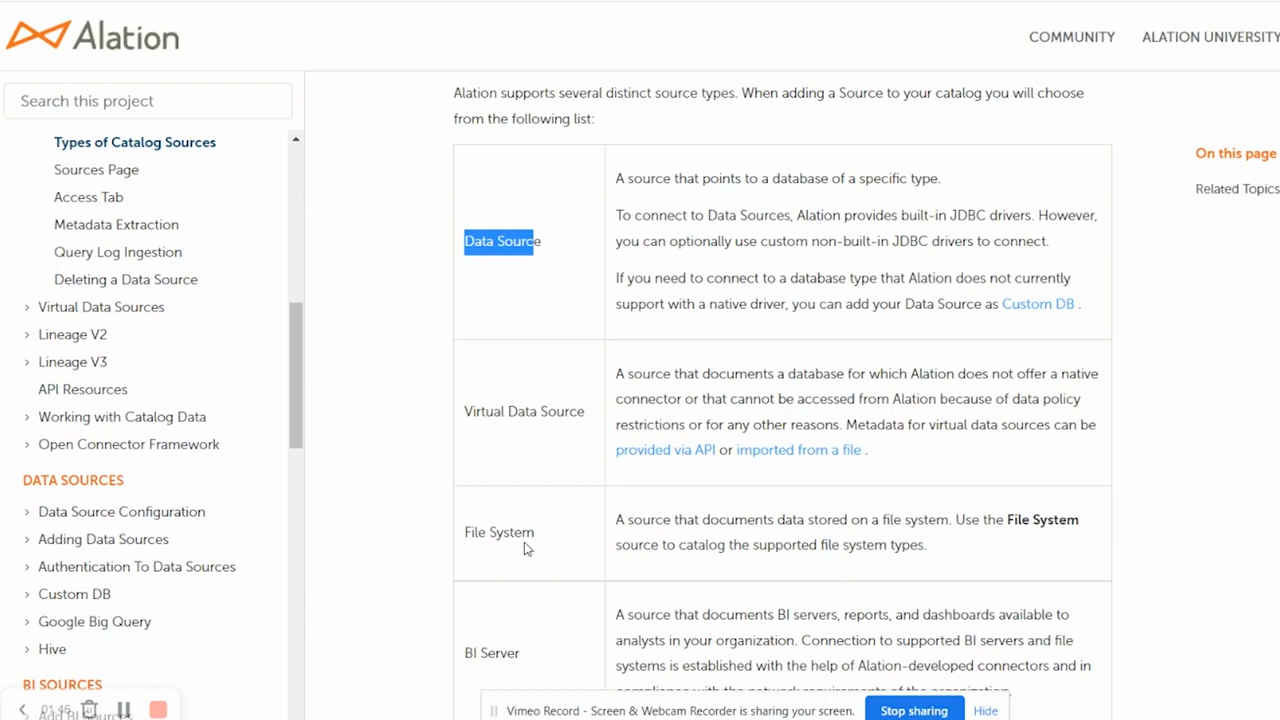 Alation
COMMUNITY
ALATION UNIVERSITY
Search this project
Types of Catalog Sources
Sources Page
Access Tab
Metadata Extraction
Query Log Ingestion
Deleting a Data Source
Virtual Data Sources
Lineage V2
Lineage V3
API Resources
Working with Catalog Data
Open Connector Framework
DATA SOURCES
Data Source Configuration
Adding Data Sources
Authentication To Data Sources
Custom DB
Google Big Query
Hive
BI SOURCES
Add BI Sources
01:46
Alation supports several distinct source types. When adding a Source to your catalog you will choose
from the following list:
Data Source
A source that points to a database of a specific type.
To connect to Data Sources, Alation provides built-in JDBC drivers. However,
you can optionally use custom non-built-in JDBC drivers to connect.
If you need to connect to a database type that Alation does not currently
support with a native driver, you can add your Data Source as Custom DB .
Virtual Data Source
A source that documents a database for which Alation does not offer a native
connector or that cannot be accessed from Alation because of data policy
restrictions or for any other reasons. Metadata for virtual data sources can be
provided via API or imported from a file .
File System
A source that documents data stored on a file system. Use the File System
source to catalog the supported file system types.
BI Server
A source that documents BI servers, reports, and dashboards available to
analysts in your organization. Connection to supported BI servers and file
systems is established with the help of Alation-developed connectors and in
compliance with the network requirements of the organization.
On this page
Related Topics
Vimeo Record - Screen & Webcam Recorder is sharing your screen.
Stop sharing
Hide